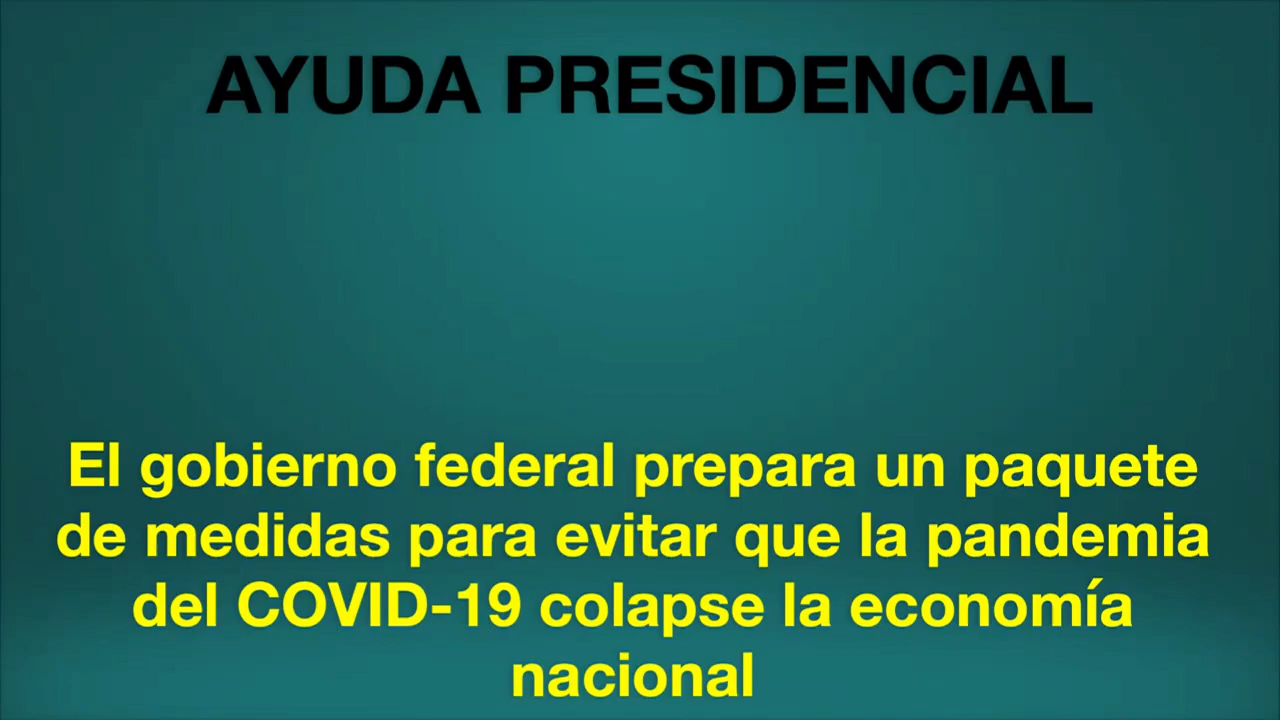 AYUDA PRESIDENCIAL
El gobierno federal prepara un paquete
de medidas para evitar que la pandemia
del COVID-19 colapse la economía
nacional